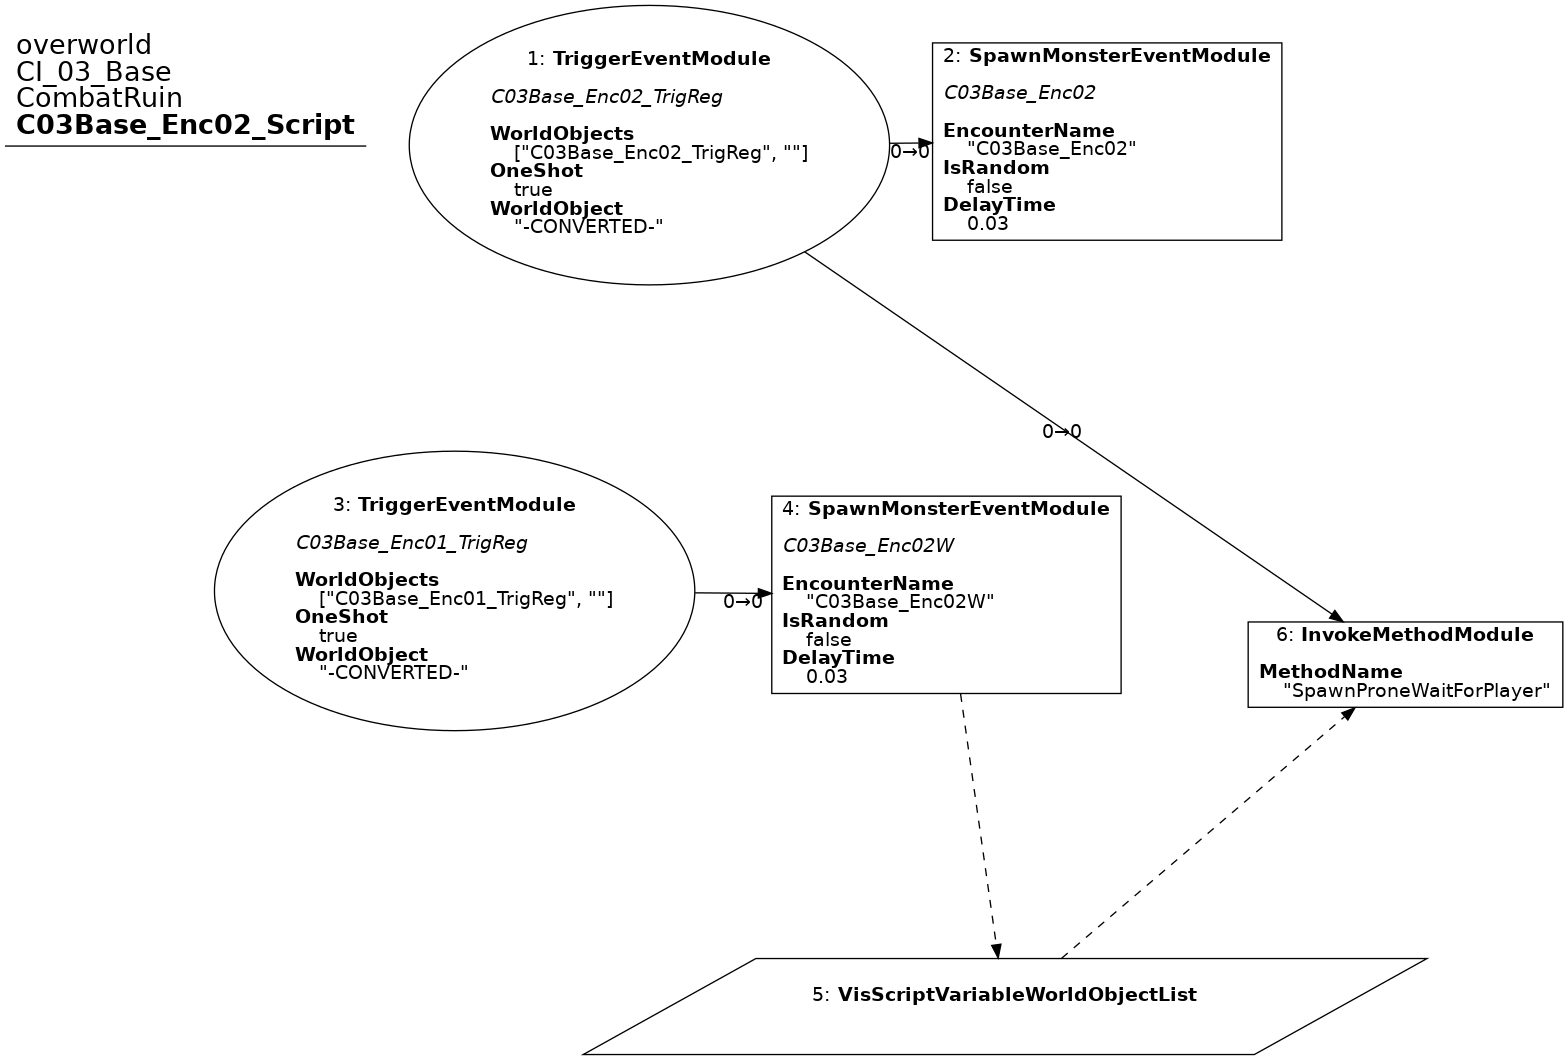 overworld
CI_03_Base
CombatRuin
C03Base_Enc02_Script
1: TriggerEventModule
C03Base_Enc02_TrigReg
WorldObjects
["C03Base_Enc02_TrigReg", ""]
OneShot
true
WorldObject
"-CONVERTED-"
0→0
2: SpawnMonsterEventModule
C03Base_Enc02
EncounterName
"C03Base_Enc02"
IsRandom
false
DelayTime
0.03
0→0
3: TriggerEventModule
C03Base_Enc01_TrigReg
WorldObjects
["C03Base_Enc01_TrigReg", ""]
OneShot
true
WorldObject
"-CONVERTED-"
0→0
4: SpawnMonsterEventModule
C03Base_Enc02W
EncounterName
"C03Base_Enc02W"
IsRandom
false
DelayTime
0.03
6: InvokeMethodModule
MethodName
"SpawnProneWaitForPlayer"
5: VisScriptVariableWorldObjectList